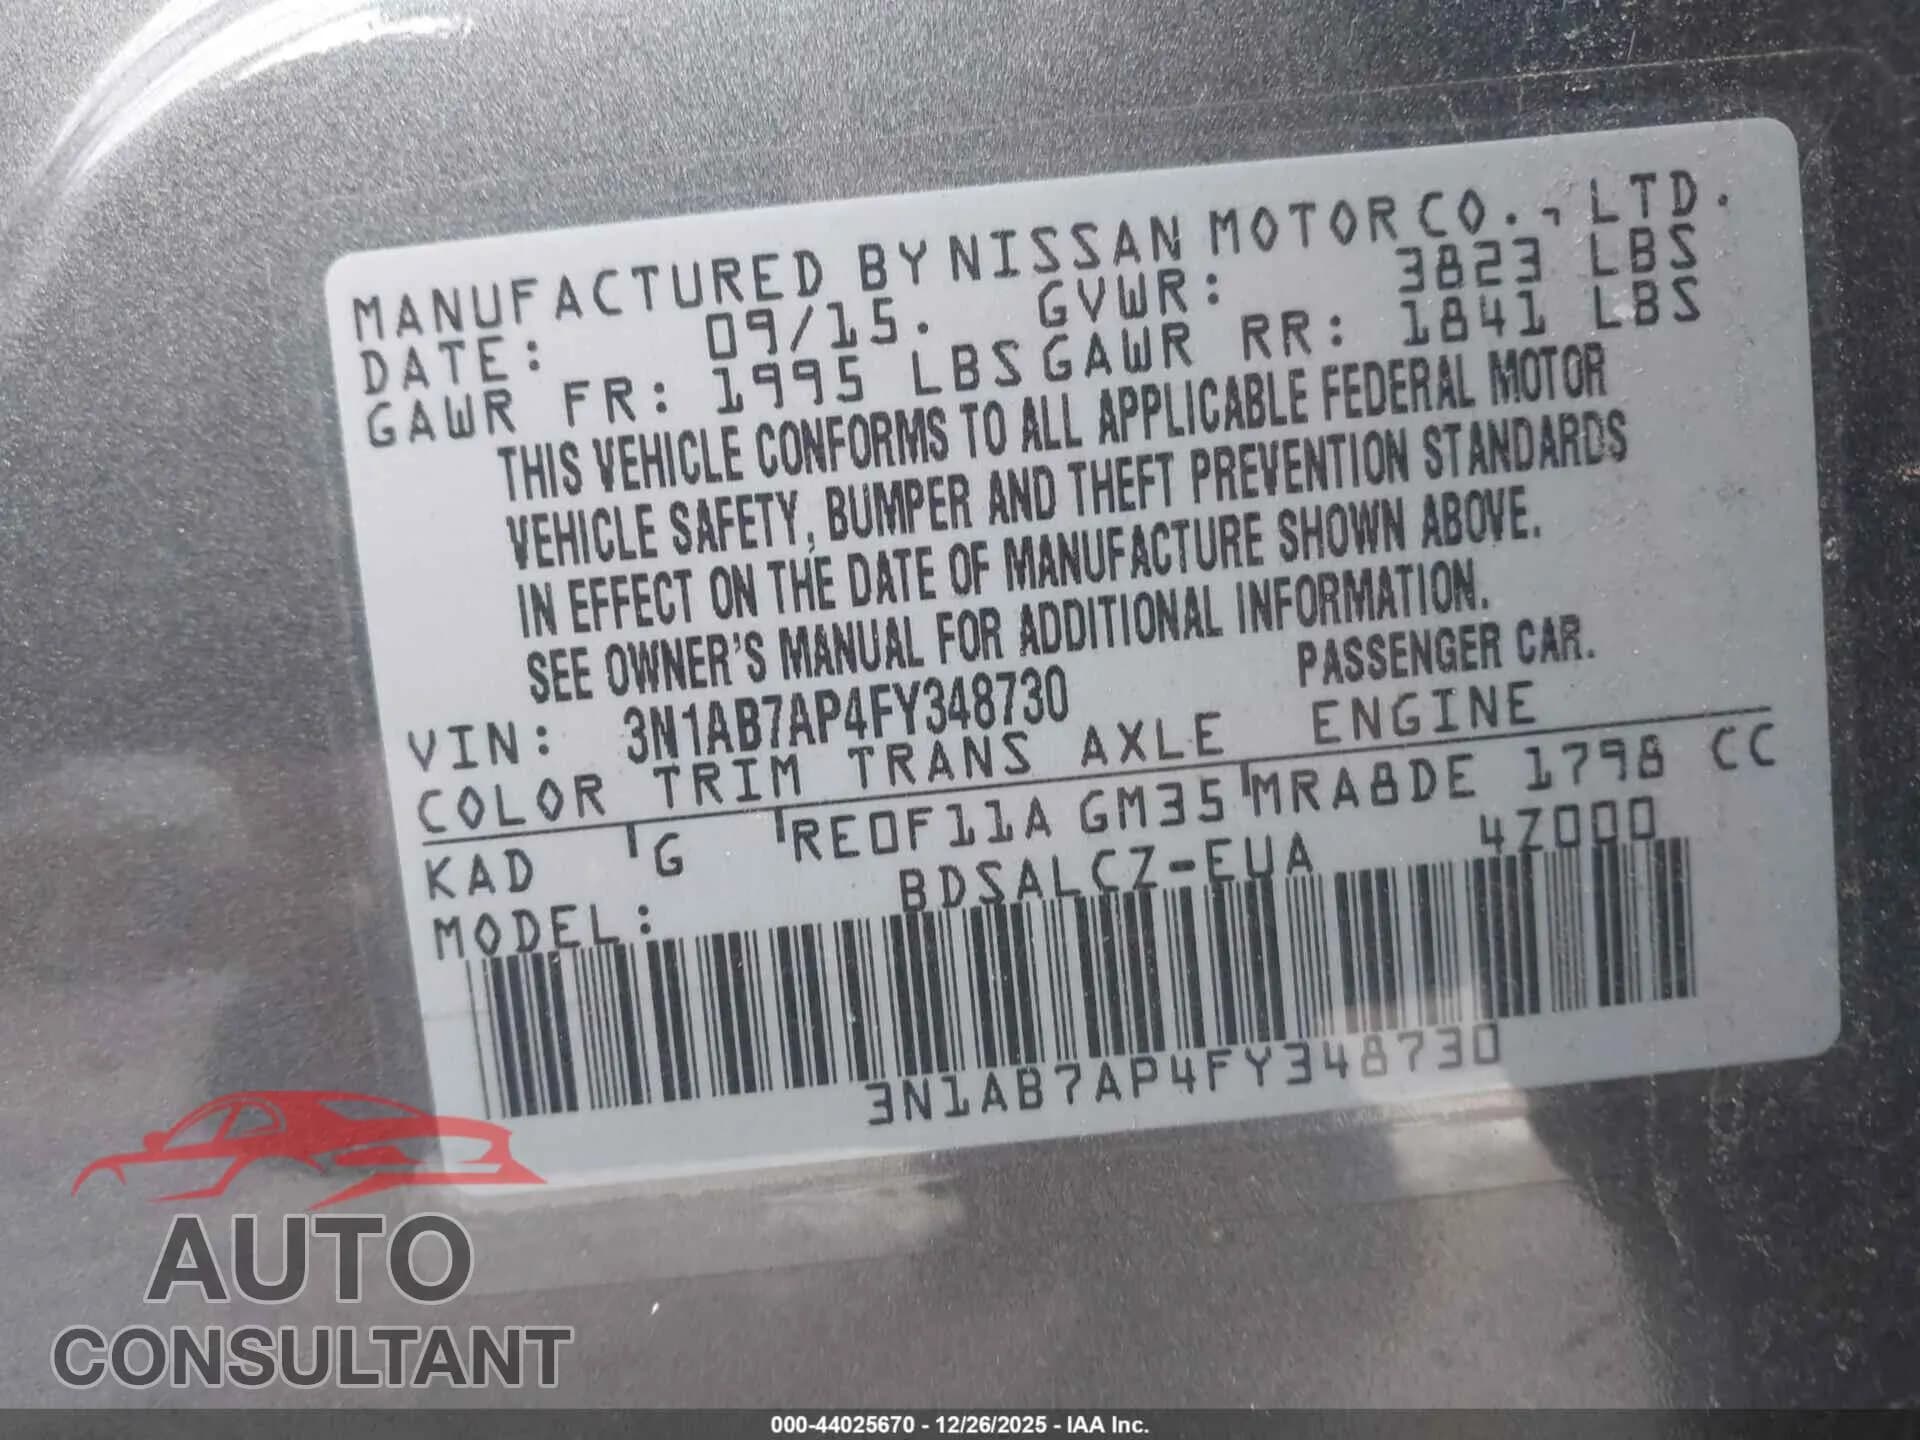 MANUFACTURED BY NISSAN MOTOR CO., LTD.
DATE: 09/15. GVWR: 3823 LBS
GAWR FR: 1995 LBS GAWR RR: 1841 LBS
THIS VEHICLE CONFORMS TO ALL APPLICABLE FEDERAL MOTOR
VEHICLE SAFETY, BUMPER AND THEFT PREVENTION STANDARDS
IN EFFECT ON THE DATE OF MANUFACTURE SHOWN ABOVE.
SEE OWNER'S MANUAL FOR ADDITIONAL INFORMATION.
VIN: 3N1AB7AP4FY348730 PASSENGER CAR.
COLOR TRIM TRANS AXLE ENGINE
KAD G RE0F11A GM35 MRA8DE 1798 CC
MODEL: BDSALCZ-EUA 4Z000
3N1AB7AP4FY348730
AUTO
CONSULTANT
000-44025670 - 12/26/2025 - IAA Inc.